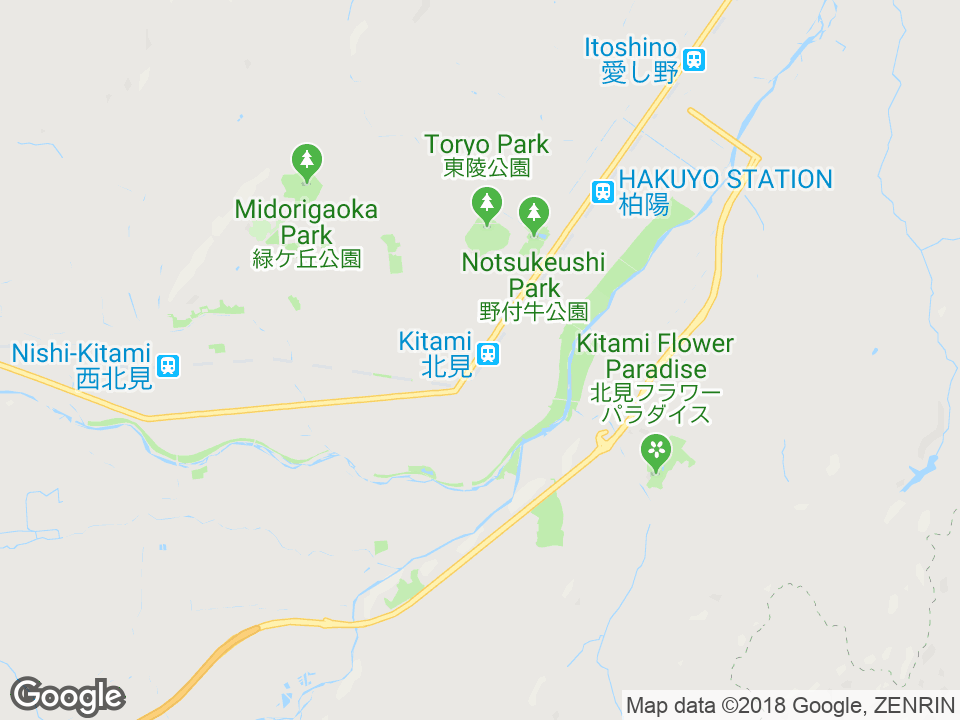 Itoshino
愛し野
Toryo Park
東陵公園
HAKUYO STATION
柏陽
Midorigaoka
Park
緑ケ丘公園
Notsukeushi
Park
野付牛公園
Kitami
北見
Kitami Flower
Paradise
北見フラワー
パラダイス
Nishi-Kitami
西北見
Google
Map data ©2018 Google, ZENRIN